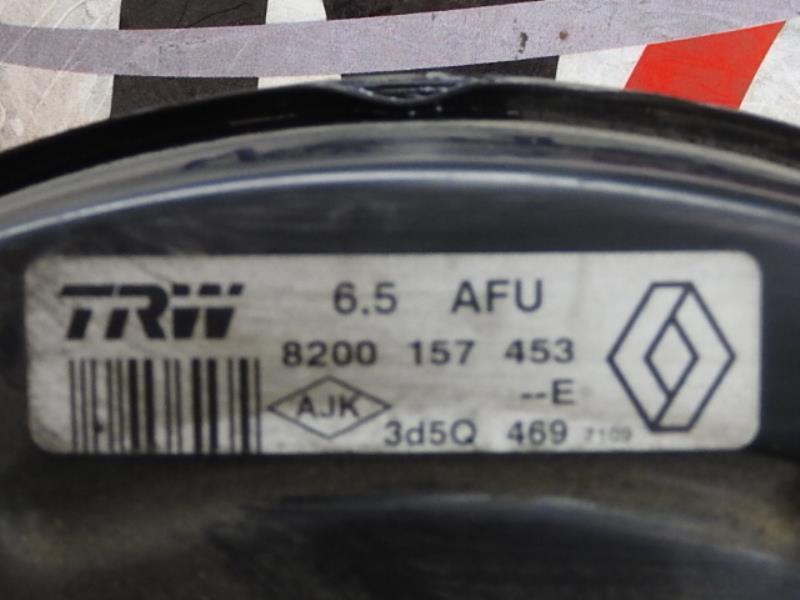 TRW 6.5 AFU
8200 157 453
AJK --E
3d5Q 469 7109